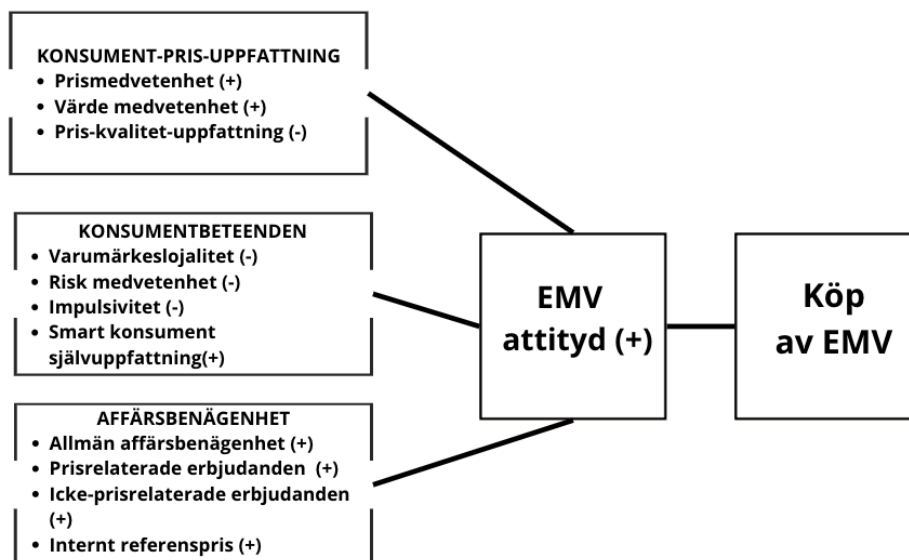 KONSUMENT-PRIS-UPPFATTNING
• Prismedvetenhet (+)
• Värde medvetenhet (+)
• Pris-kvalitet-uppfattning (-)
KONSUMENTBETEENDEN
• Varumärkeslojalitet (-)
• Risk medvetenhet (-)
• Impulsivitet (-)
• Smart konsument
självuppfattning(+)
AFFÄRSBENÄGENHET
• Allmän affärsbenägenhet (+)
• Prisrelaterade erbjudanden (+)
• Icke-prisrelaterade erbjudanden
(+)
• Internt referenspris (+)
EMV
attityd (+)
Köp
av EMV